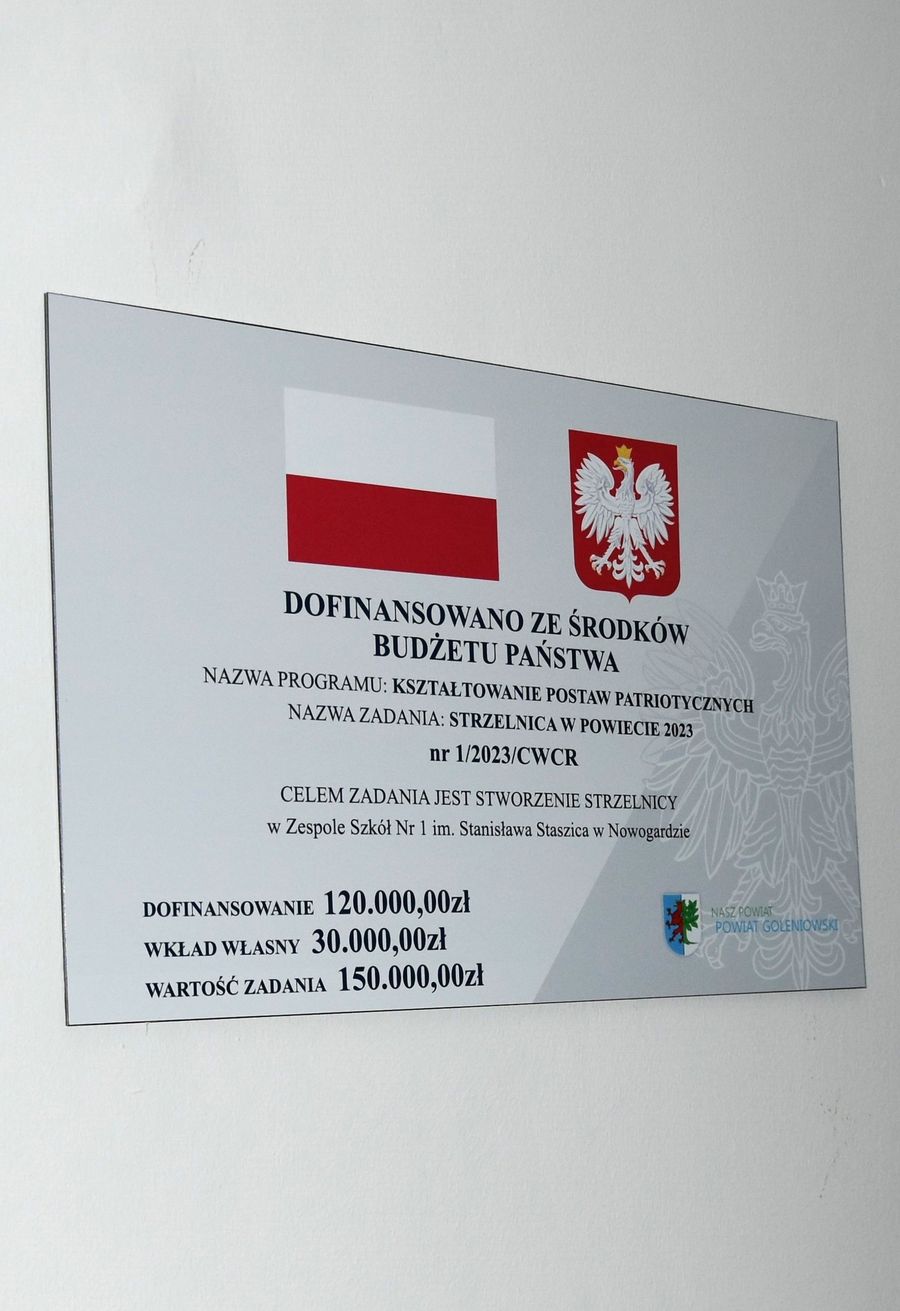 DOFINANSOWANO ZE ŚRODKÓW
BUDŻETU PAŃSTWA
NAZWA PROGRAMU: KSZTAŁTOWANIE POSTAW PATRIOTYCZNYCH
NAZWA ZADANIA: STRZELNICA W POWIECIE 2023
nr 1/2023/CWCR
CELEM ZADANIA JEST STWORZENIE STRZELNICY
w Zespole Szkół Nr 1 im. Stanisława Staszica w Nowogardzie
DOFINANSOWANIE 120.000,00zł
WKŁAD WŁASNY 30.000,00zł
WARTOŚĆ ZADANIA 150.000,00zł
NASZ POWIAT
POWIAT GOLENIOWSKI